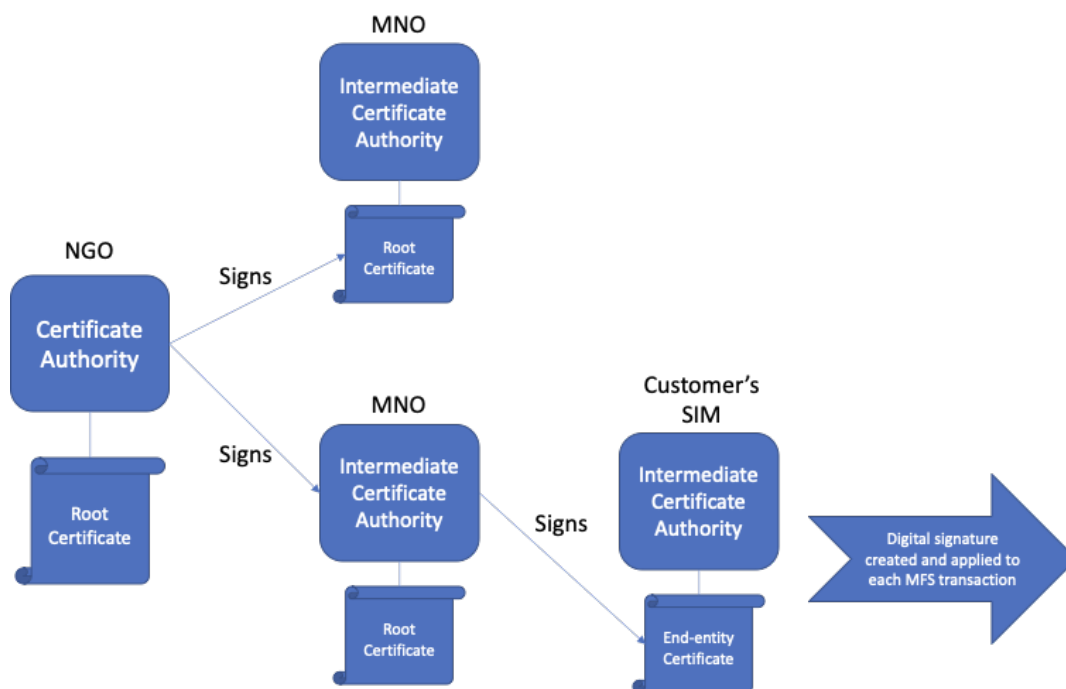 MNO
Intermediate
Certificate
Authority
Root
Certificate
NGO
Signs
Certificate
Authority
Root
Certificate
Signs
MNO
Intermediate
Certificate
Authority
Root
Certificate
Signs
Customer's
SIM
Intermediate
Certificate
Authority
End-entity
Certificate
Digital signature
created and applied to
each MFS transaction